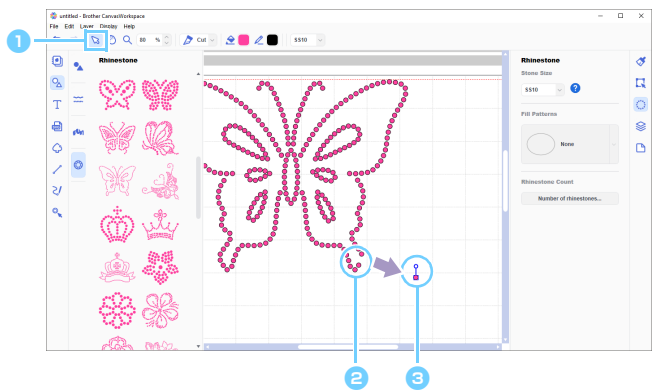 untitled - Brother CanvasWorkspace
File Edit Layer Display Help
1
80 % Cut SS10
Rhinestone
Rhinestone
Stone Size
SS10 ?
Fill Patterns
None
Rhinestone Count
Number of rhinestones...
2 3